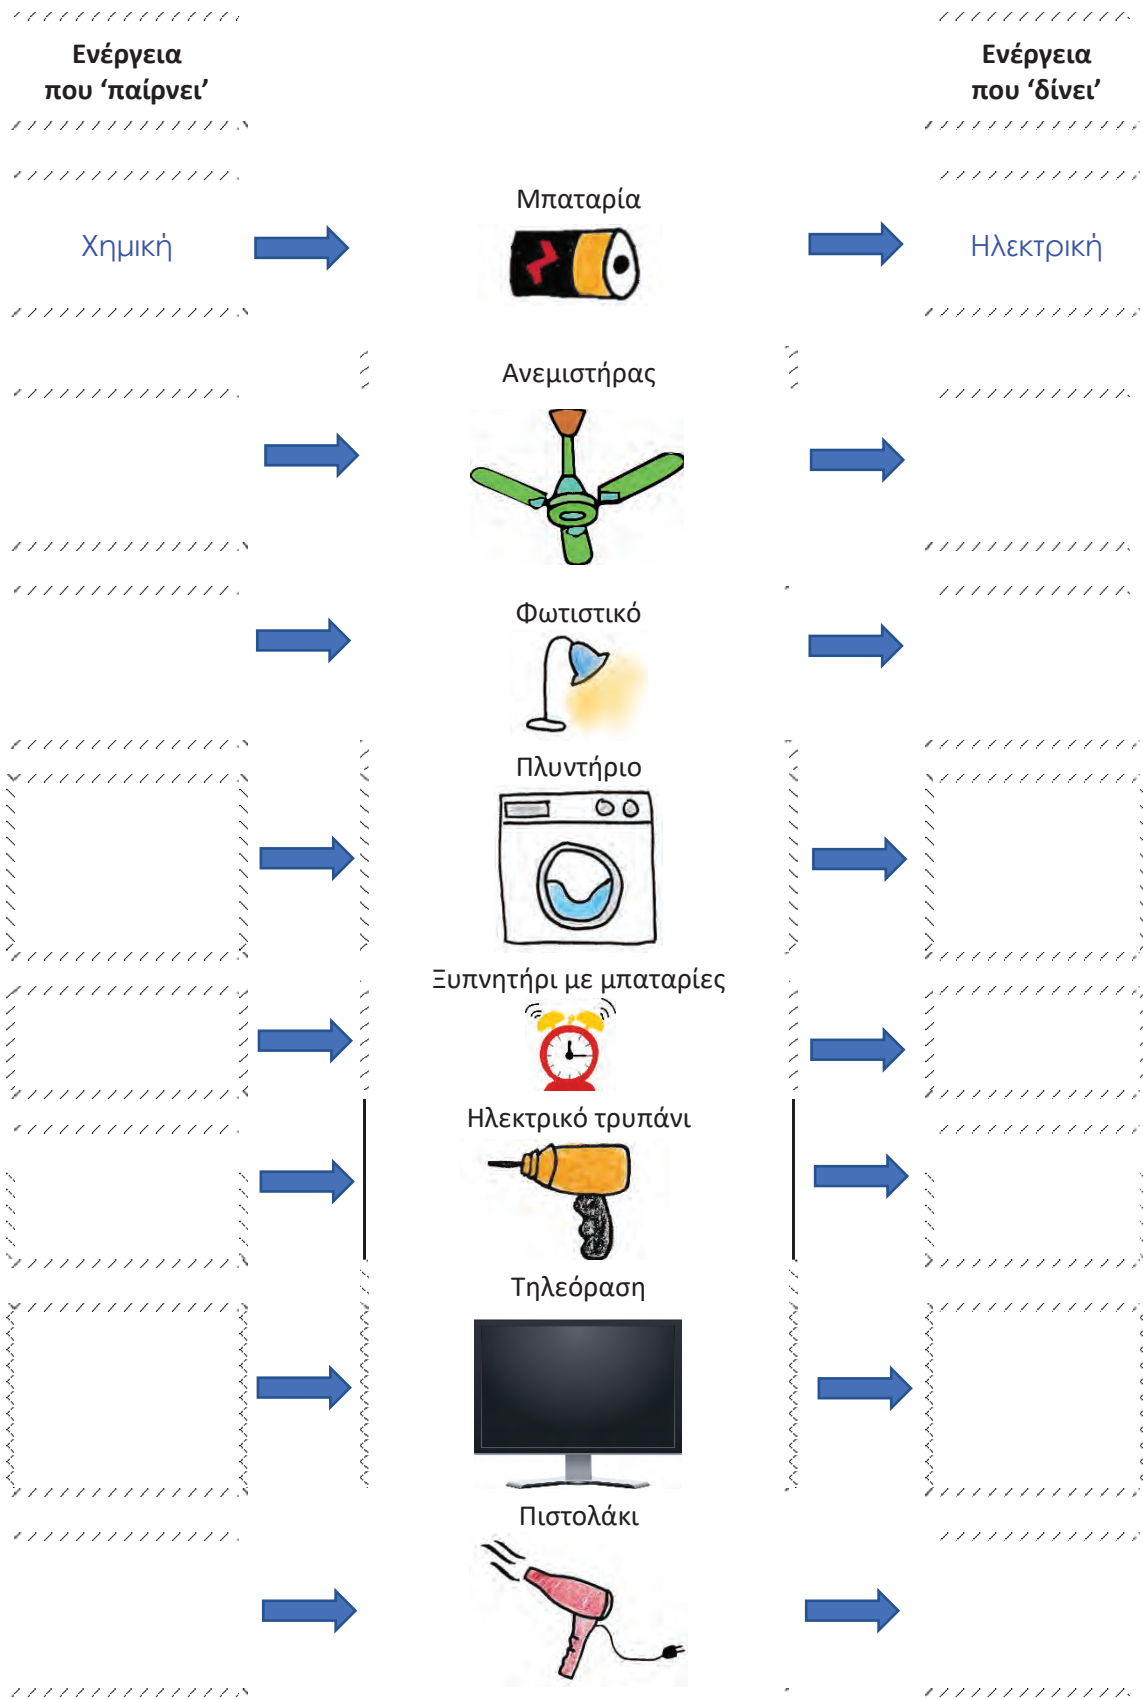 Ενέργεια
που ‘παίρνει’
Ενέργεια
που ‘δίνει’
Μπαταρία
Χημική
Ηλεκτρική
Ανεμιστήρας
Φωτιστικό
Πλυντήριο
Ξυπνητήρι με μπαταρίες
Ηλεκτρικό τρυπάνι
Τηλεόραση
Πιστολάκι